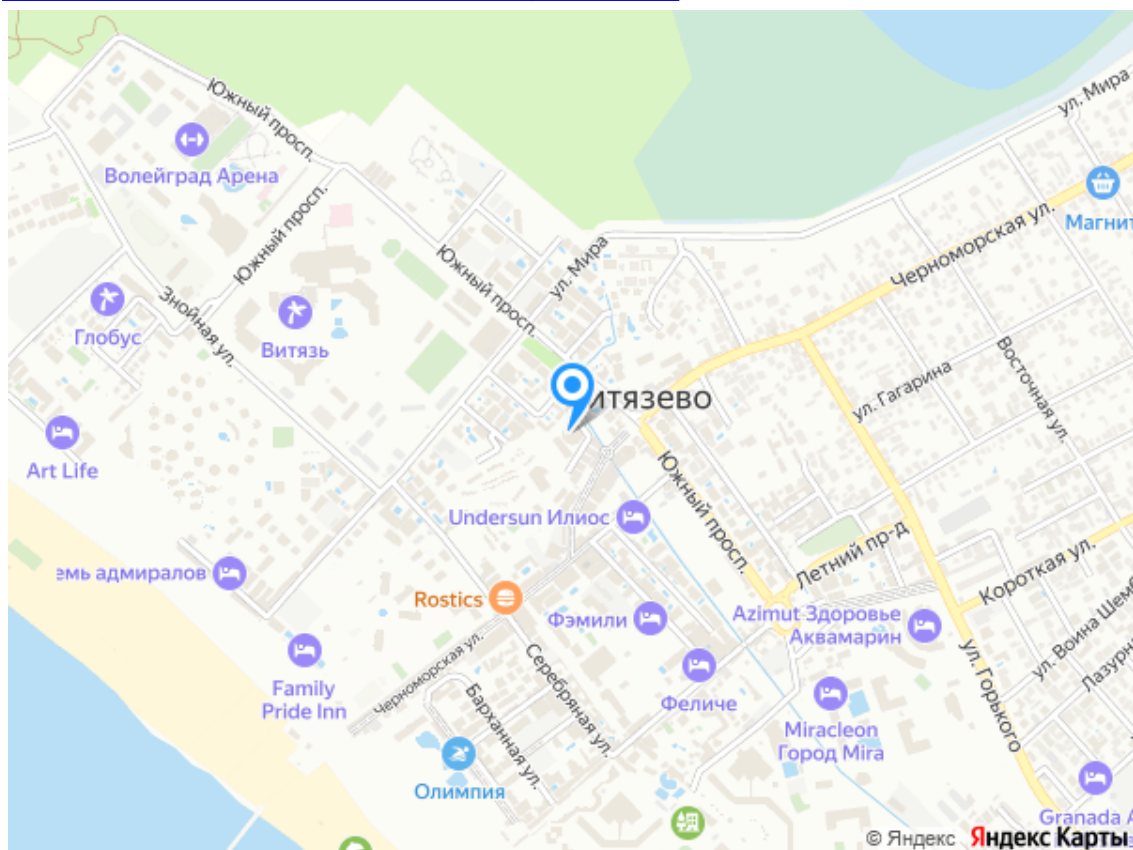 Южный просп.
ул. Мира
Волейград Арена
Магнит
Южный просп.
Черноморская ул.
Южный просп.
ул. Мира
Глобус
Знойная ул.
Витязь
Восточная ул.
ул. Гагарина
итязево
Art Life
Южный просп.
Undersun Илиос
Летний пр-д
Короткая ул.
емь адмиралов
Rostics
Фэмили
Azimut Здоровье
Аквамарин
ул. Воина Шемб
Лазурн
Черноморская ул.
Серебряная ул.
ул. Горького
Family
Pride Inn
Феличе
Барханная ул.
Miracleon
Город Mira
Олимпия
Granada A
© Яндекс Яндекс Карты